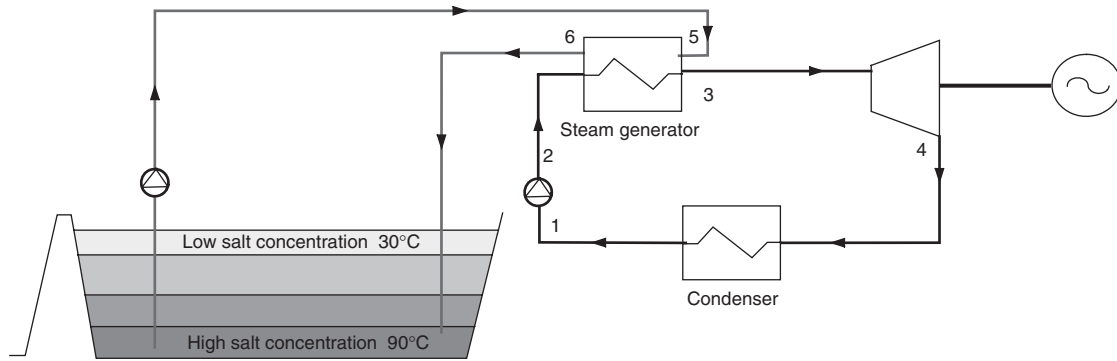 6
5
3
Steam generator
4
2
1
Low salt concentration 30°C
Condenser
High salt concentration 90°C